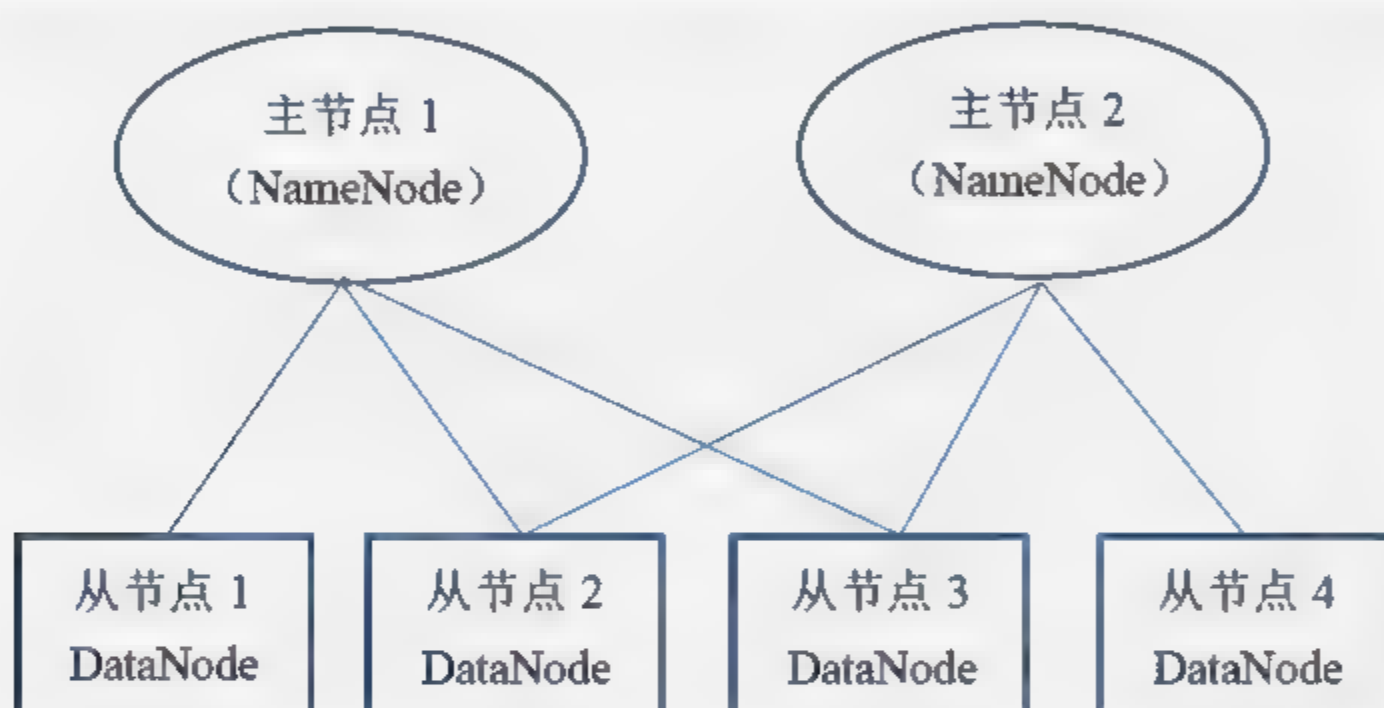 主节点 1
（NameNode）
主节点 2
（NameNode）
从节点 1
DataNode
从节点 2
DataNode
从节点 3
DataNode
从节点 4
DataNode